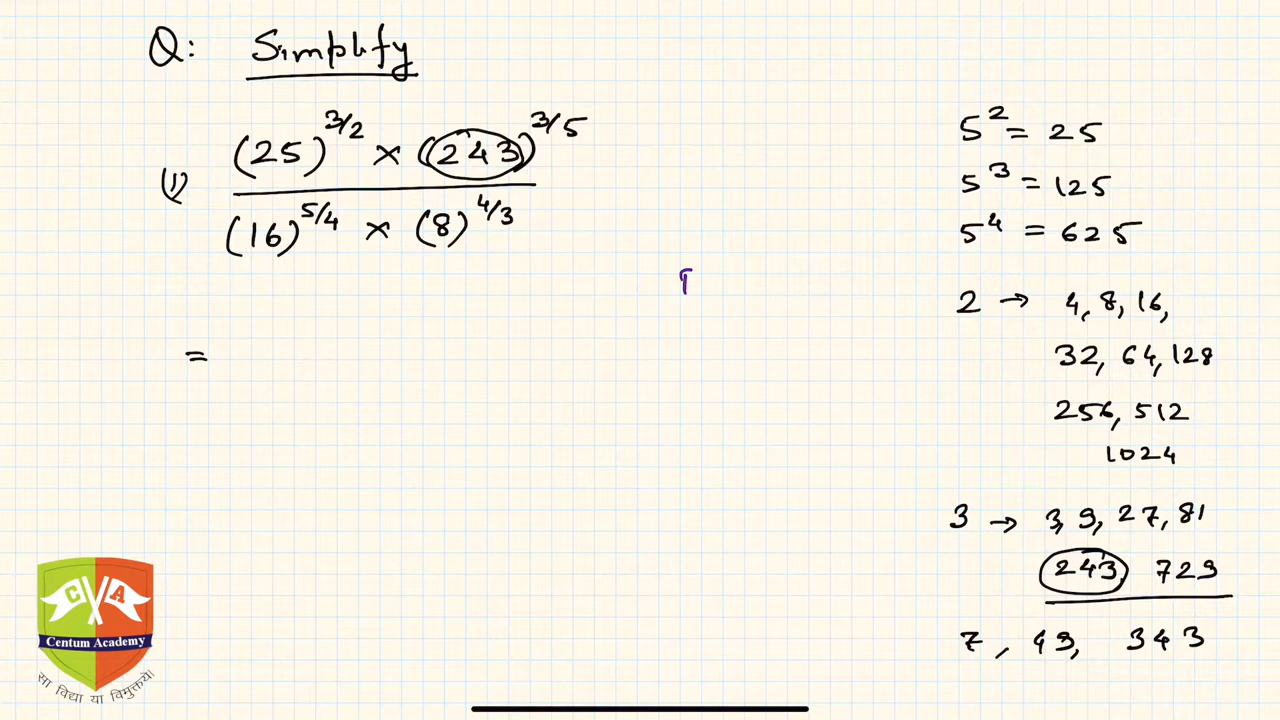 Q: Simplify
(1) (25)^3/2 × (243)^3/5
(16)^5/4 × (8)^4/3
=
5^2 = 25
5^3 = 125
5^4 = 625
2 → 4, 8, 16,
32, 64, 128
256, 512
1024
3 → 3, 9, 27, 81
243, 729
7, 49, 343
C A
Centum Academy
सा विद्या या विमुक्तये।